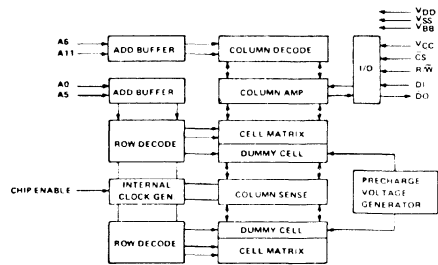 VDD
VSS
VBB
A6
A11
ADD BUFFER
COLUMN DECODE
I/O
VCC
CS
R/W̅
DI
DO
A0
A5
ADD BUFFER
COLUMN AMP
ROW DECODE
CELL MATRIX
DUMMY CELL
CHIP ENABLE
INTERNAL
CLOCK GEN
COLUMN SENSE
PRECHARGE
VOLTAGE
GENERATOR
ROW DECODE
DUMMY CELL
CELL MATRIX